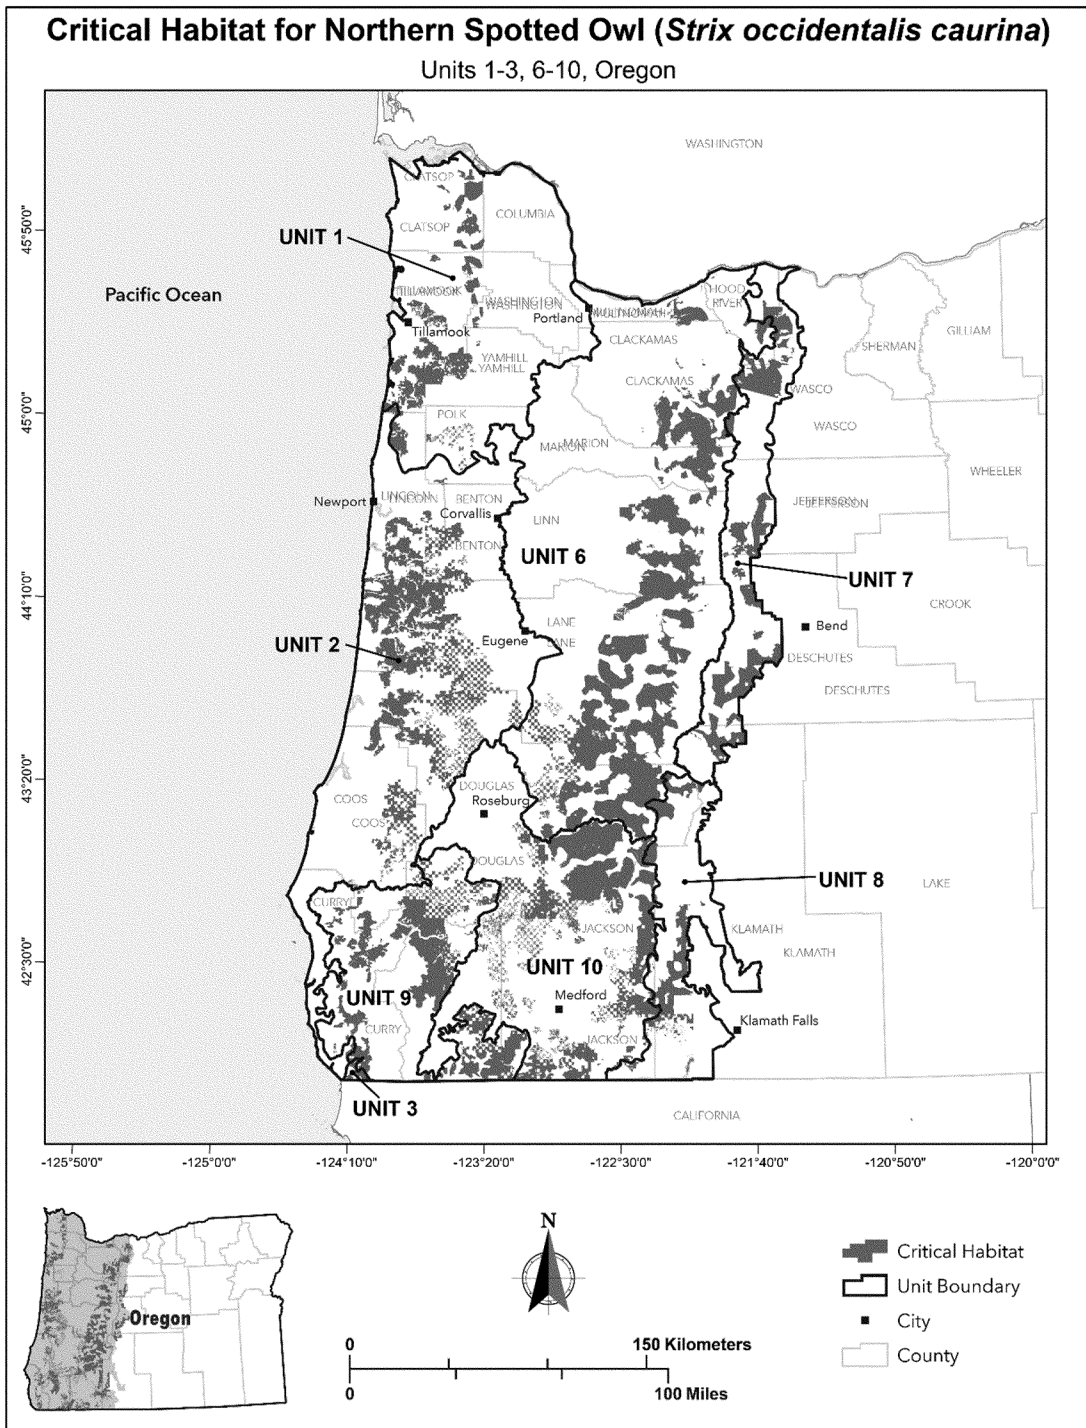 Critical Habitat for Northern Spotted Owl (Strix occidentalis caurina)
Units 1-3, 6-10, Oregon
WASHINGTON
CLATSOP
COLUMBIA
CLATSOP
UNIT 1
45°50'0"
Pacific Ocean
TILLAMOOK
TILLAMOOK
WASHINGTON
WASHINGTON
HOOD
RIVER
Portland
MULTNOMAH
MULTNOMAH
GILLIAM
Tillamook
CLACKAMAS
SHERMAN
YAMHILL
YAMHILL
CLACKAMAS
WASCO
45°0'0"
POLK
WASCO
MARION
MARION
WHEELER
Newport
LINCOLN
LINCOLN
BENTON
JEFFERSON
JEFFERSON
Corvallis
LINN
BENTON
UNIT 6
UNIT 7
44°10'0"
CROOK
LANE
LANE
Eugene
Bend
UNIT 2
DESCHUTES
DESCHUTES
43°20'0"
DOUGLAS
COOS
Roseburg
COOS
DOUGLAS
UNIT 8
LAKE
CURRY
JACKSON
KLAMATH
KLAMATH
42°30'0"
UNIT 10
UNIT 9
Medford
Klamath Falls
CURRY
JACKSON
UNIT 3
CALIFORNIA
-125°50'0"
-125°0'0"
-124°10'0"
-123°20'0"
-122°30'0"
-121°40'0"
-120°50'0"
-120°0'0"
N
Oregon
0
150 Kilometers
0
100 Miles
Critical Habitat
Unit Boundary
City
County